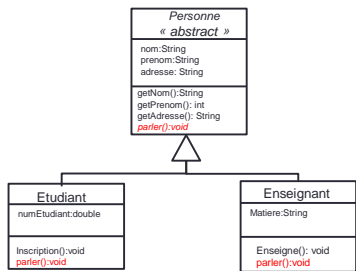 Personne
« abstract »
nom:String
prenom:String
adresse: String
getNom():String
getPrenom(): int
getAdresse(): String
parler():void
Etudiant
numEtudiant:double
Inscription():void
parler():void
Enseignant
Matiere:String
Enseigne(): void
parler():void